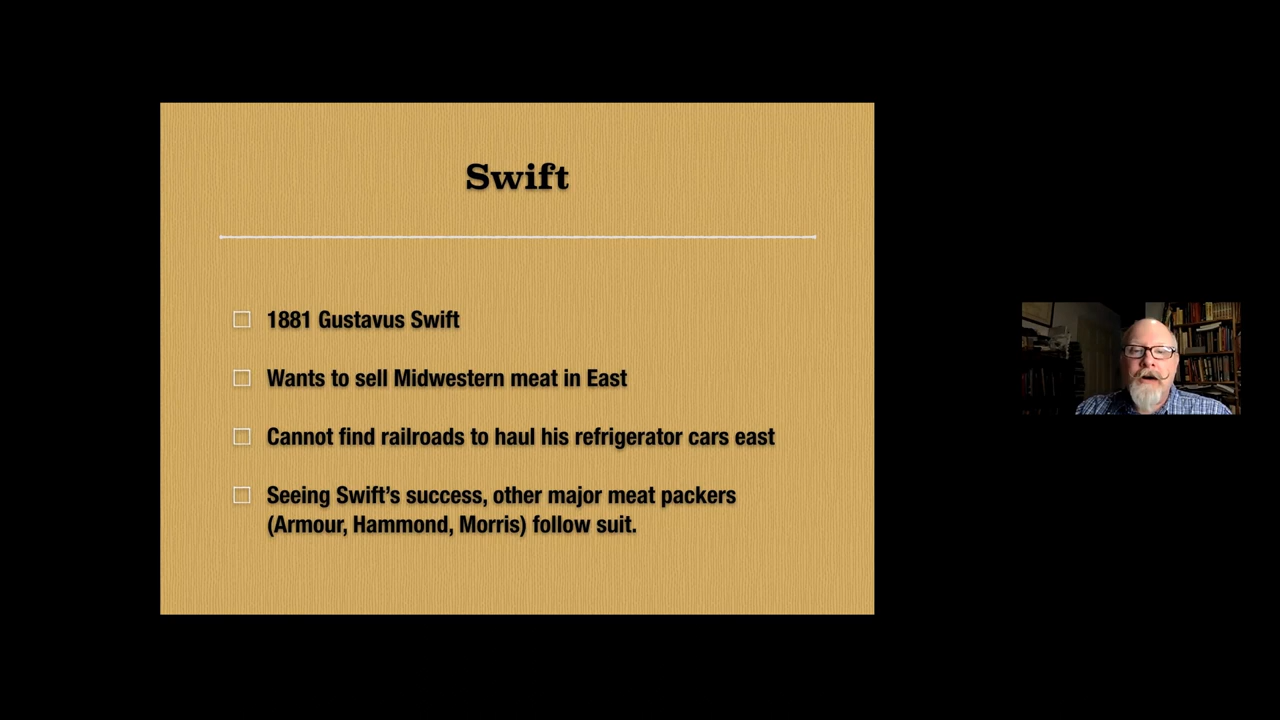 Swift
1881 Gustavus Swift
Wants to sell Midwestern meat in East
Cannot find railroads to haul his refrigerator cars east
Seeing Swift’s success, other major meat packers
(Armour, Hammond, Morris) follow suit.